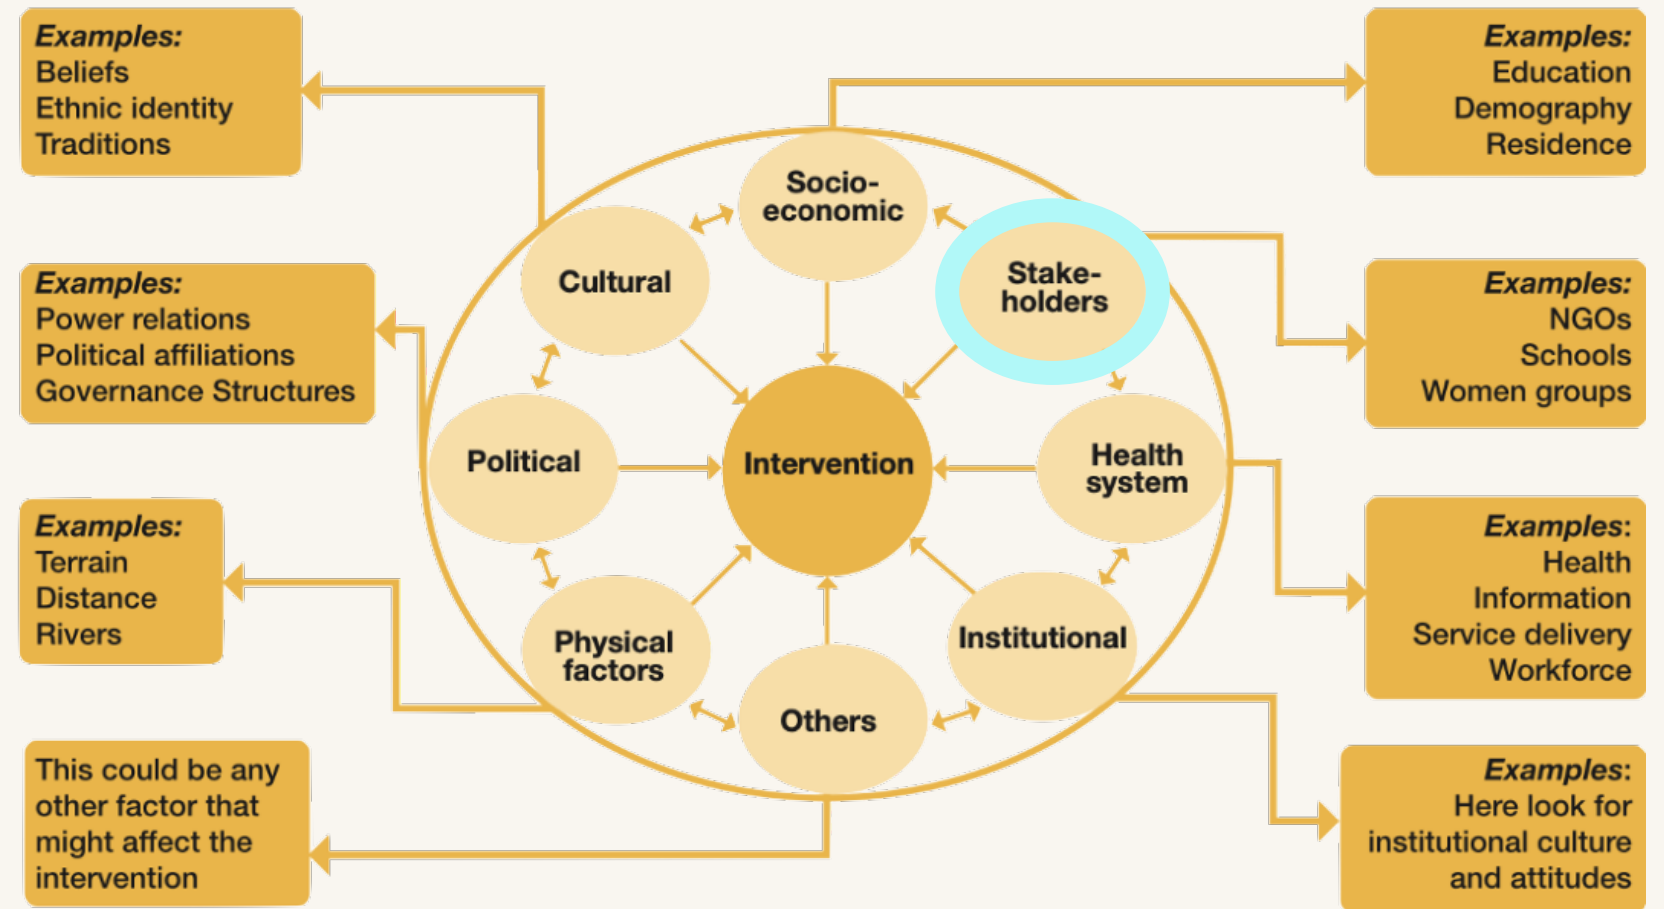 Examples:
Beliefs
Ethnic identity
Traditions
Examples:
Education
Demography
Residence
Socio-
economic
Cultural
Stake-
holders
Examples:
Power relations
Political affiliations
Governance Structures
Examples:
NGOs
Schools
Women groups
Political
Intervention
Health
system
Examples:
Terrain
Distance
Rivers
Examples:
Health
Information
Service delivery
Workforce
Physical
factors
Institutional
Others
This could be any
other factor that
might affect the
intervention
Examples:
Here look for
institutional culture
and attitudes